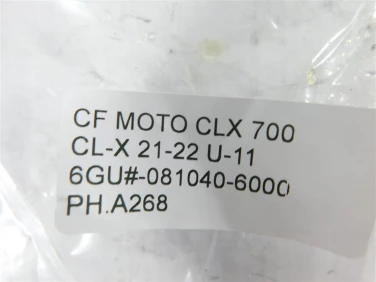 CF MOTO CLX 700
CL-X 21-22 U-11
6GU#-081040-6000
PH.A268